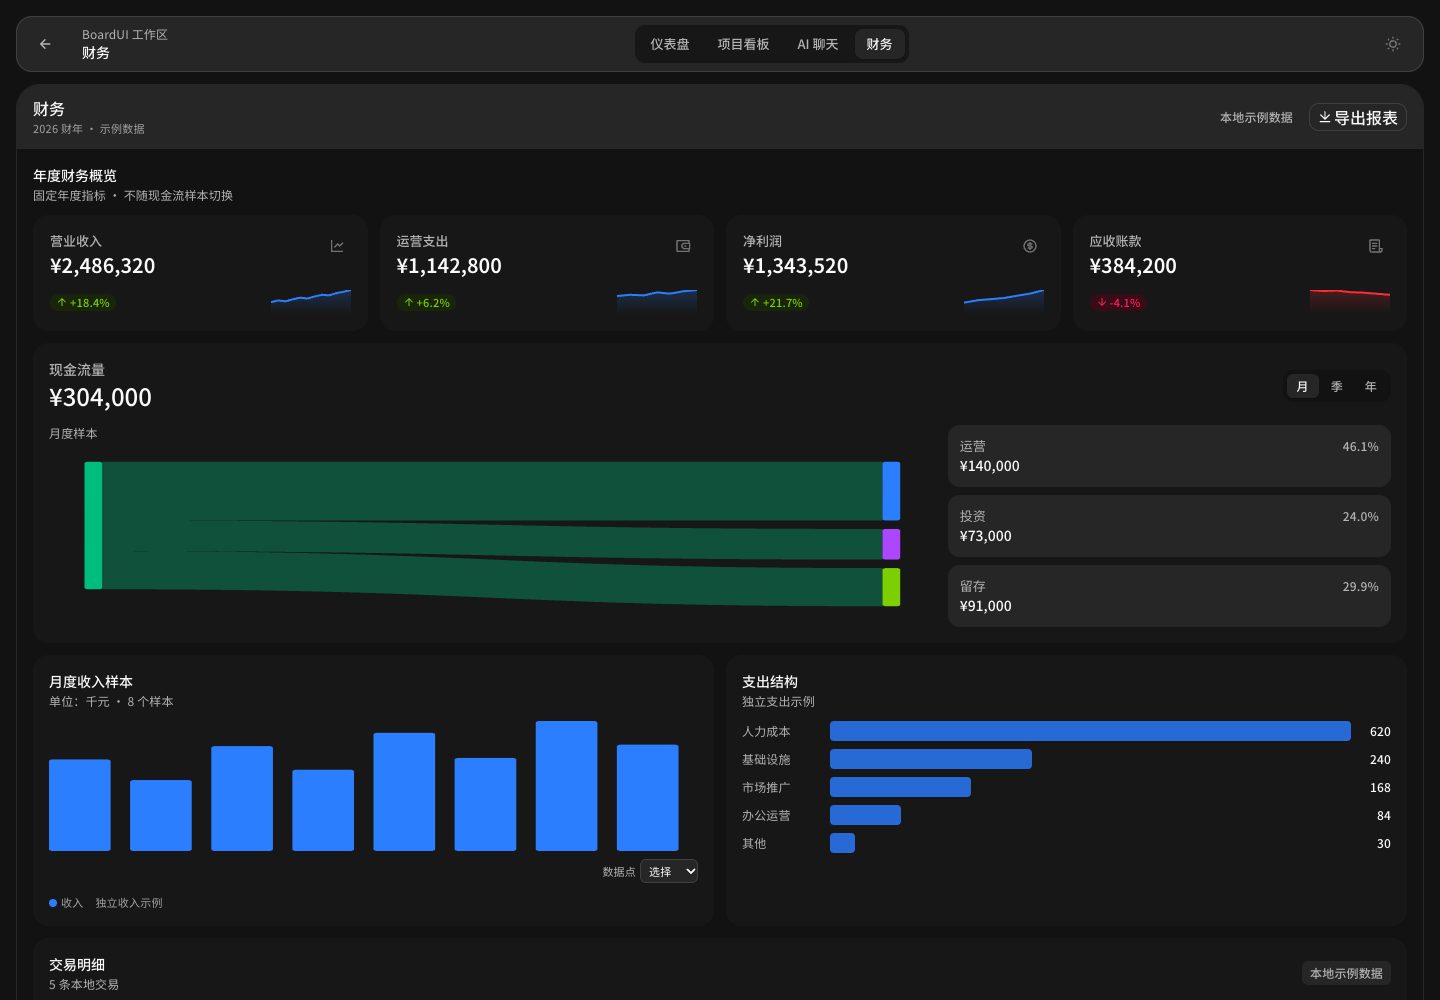 BoardUI 工作区
财务
仪表盘
项目看板
AI 聊天
财务
财务
2026 财年 · 示例数据
本地示例数据
导出报表
年度财务概览
固定年度指标 · 不随现金流样本切换
营业收入
¥2,486,320
+18.4%
运营支出
¥1,142,800
+6.2%
净利润
¥1,343,520
+21.7%
应收账款
¥384,200
-4.1%
现金流量
¥304,000
月
季
年
月度样本
运营
46.1%
¥140,000
投资
24.0%
¥73,000
留存
29.9%
¥91,000
月度收入样本
单位：千元 · 8 个样本
数据点
选择
收入
独立收入示例
支出结构
独立支出示例
人力成本
620
基础设施
240
市场推广
168
办公运营
84
其他
30
交易明细
5 条本地交易
本地示例数据